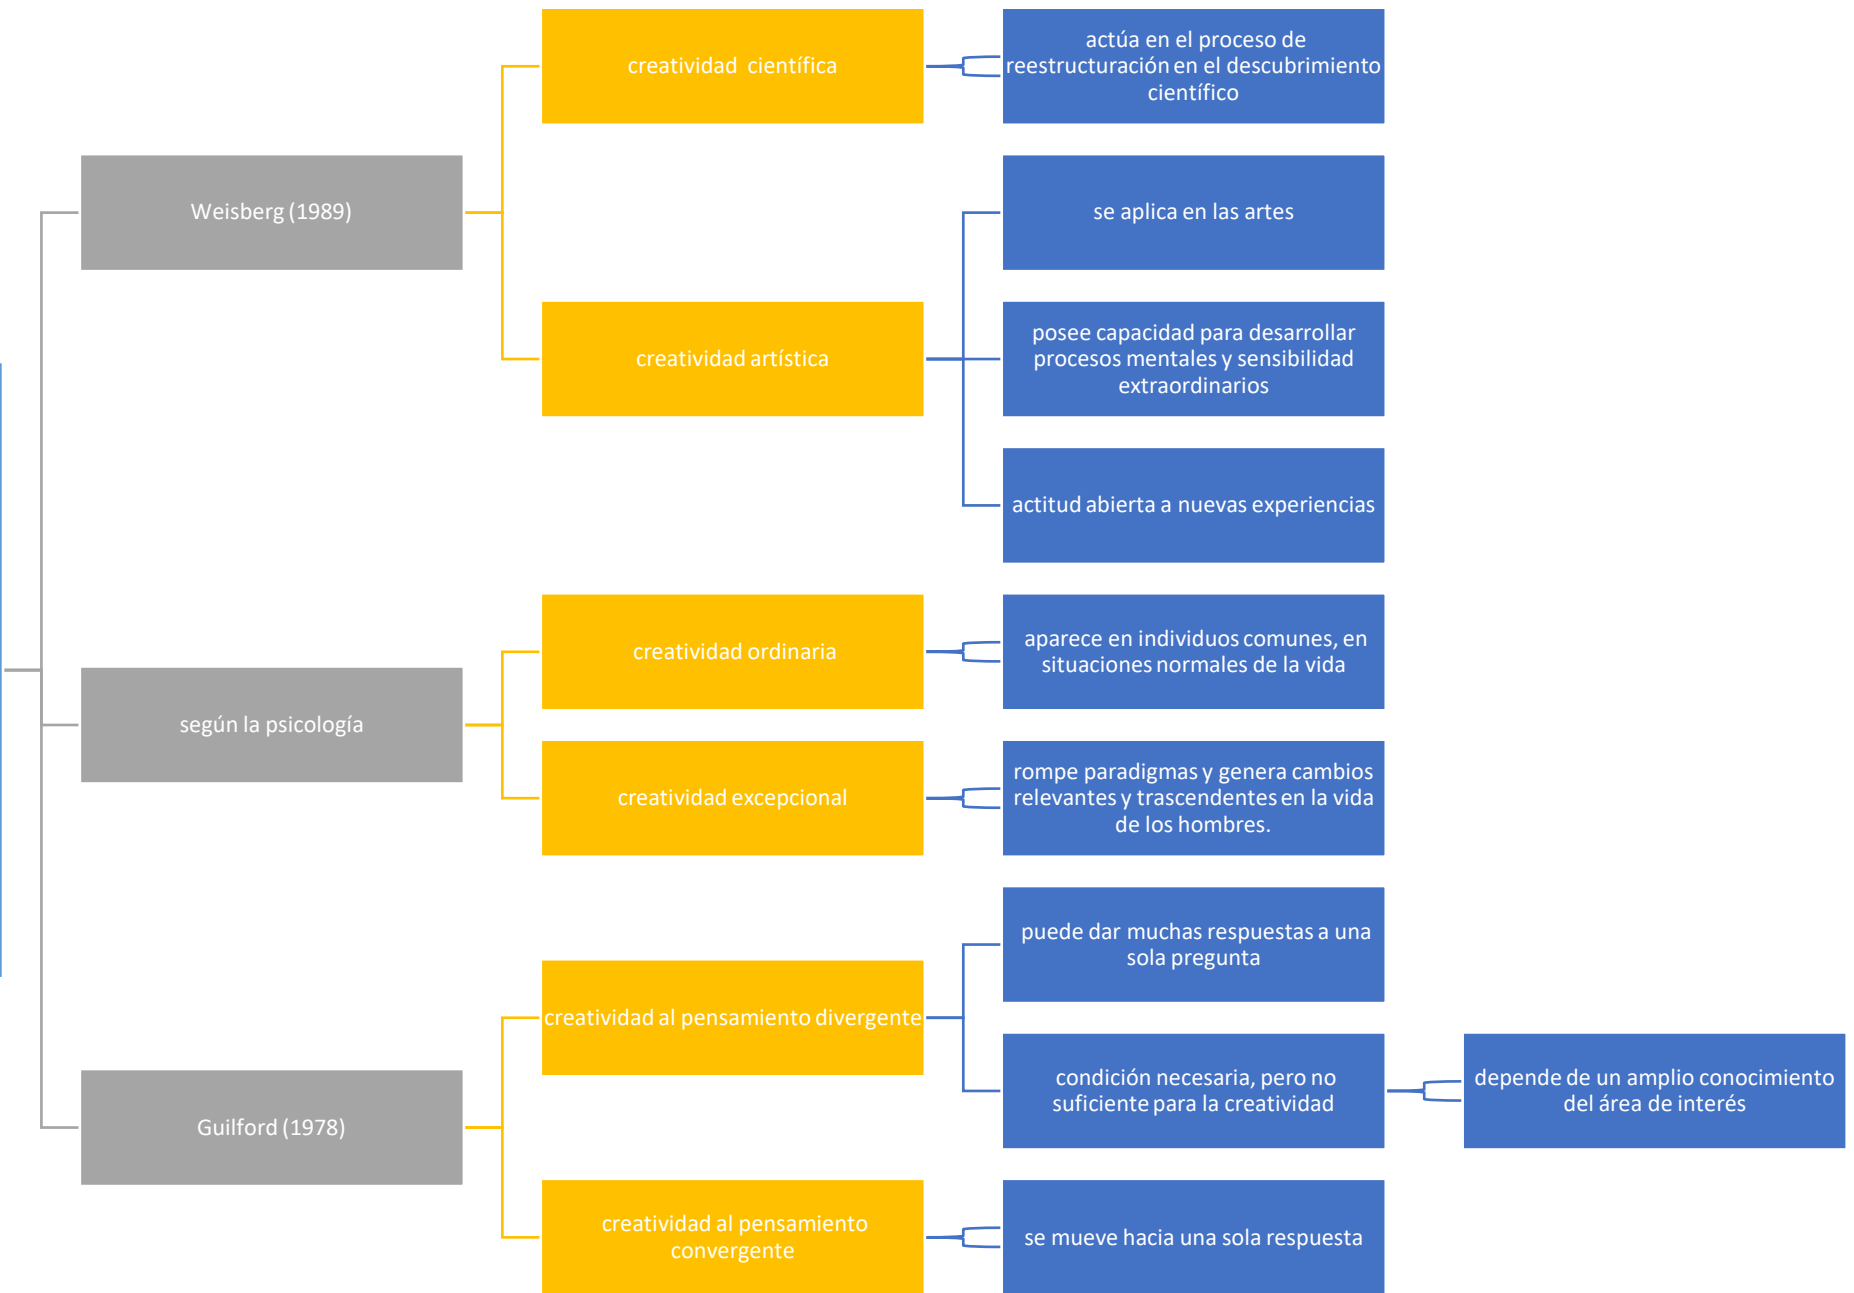 Weisberg (1989)
creatividad  científica
actúa en el proceso de
reestructuración en el descubrimiento
científico
creatividad artística
se aplica en las artes
posee capacidad para desarrollar
procesos mentales y sensibilidad
extraordinarios
actitud abierta a nuevas experiencias
según la psicología
creatividad ordinaria
aparece en individuos comunes, en
situaciones normales de la vida
creatividad excepcional
rompe paradigmas y genera cambios
relevantes y trascendentes en la vida
de los hombres.
Guilford (1978)
creatividad al pensamiento divergente
puede dar muchas respuestas a una
sola pregunta
condición necesaria, pero no
suficiente para la creatividad
depende de un amplio conocimiento
del área de interés
creatividad al pensamiento
convergente
se mueve hacia una sola respuesta